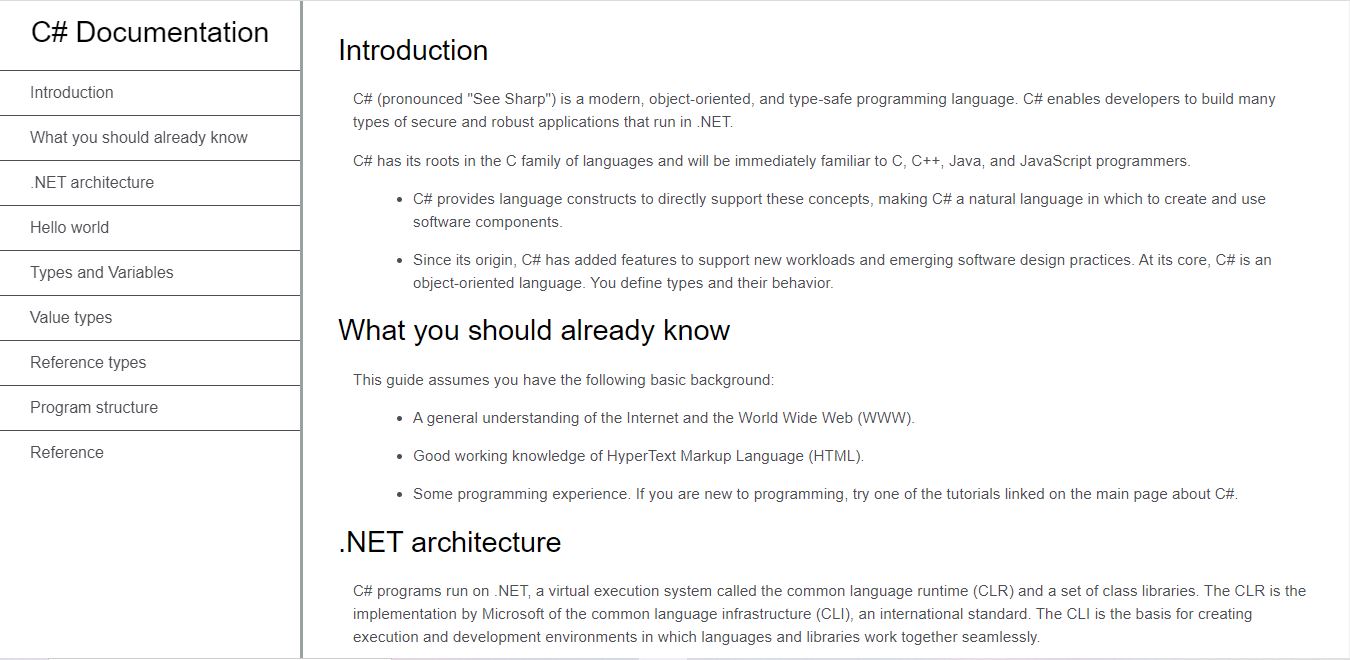 C# Documentation
Introduction
What you should already know
.NET architecture
Hello world
Types and Variables
Value types
Reference types
Program structure
Reference
Introduction
C# (pronounced "See Sharp") is a modern, object-oriented, and type-safe programming language. C# enables developers to build many
types of secure and robust applications that run in .NET.
C# has its roots in the C family of languages and will be immediately familiar to C, C++, Java, and JavaScript programmers.
• C# provides language constructs to directly support these concepts, making C# a natural language in which to create and use
software components.
• Since its origin, C# has added features to support new workloads and emerging software design practices. At its core, C# is an
object-oriented language. You define types and their behavior.
What you should already know
This guide assumes you have the following basic background:
• A general understanding of the Internet and the World Wide Web (WWW).
• Good working knowledge of HyperText Markup Language (HTML).
• Some programming experience. If you are new to programming, try one of the tutorials linked on the main page about C#.
.NET architecture
C# programs run on .NET, a virtual execution system called the common language runtime (CLR) and a set of class libraries. The CLR is the
implementation by Microsoft of the common language infrastructure (CLI), an international standard. The CLI is the basis for creating
execution and development environments in which languages and libraries work together seamlessly.